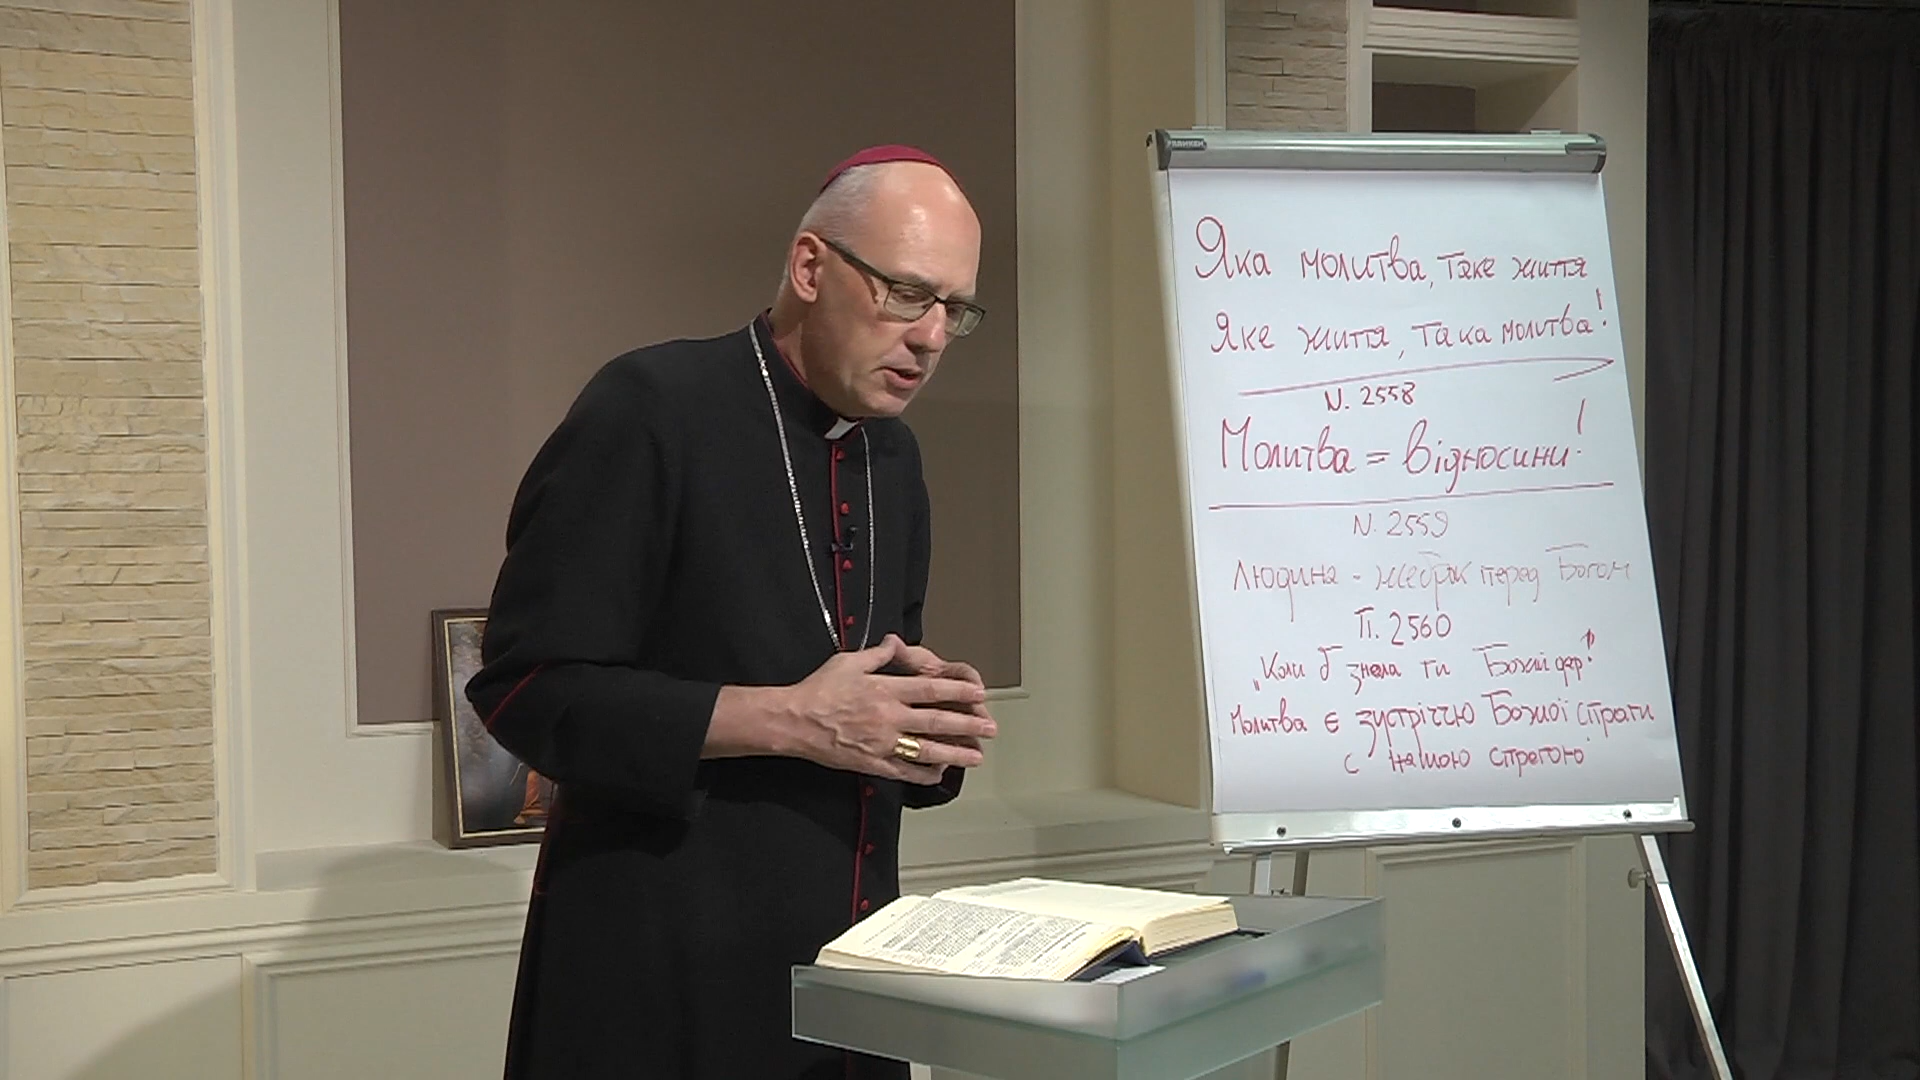 Яка молитва, таке життя
Яке життя, така молитва!
N. 2558
Молитва = відносини!
N. 2559
Людина - жебрак перед Богом
П. 2560
„Коли б знала ти Божий дар!"
Молитва є зустріччю Божої спраги
с нашою спрагою